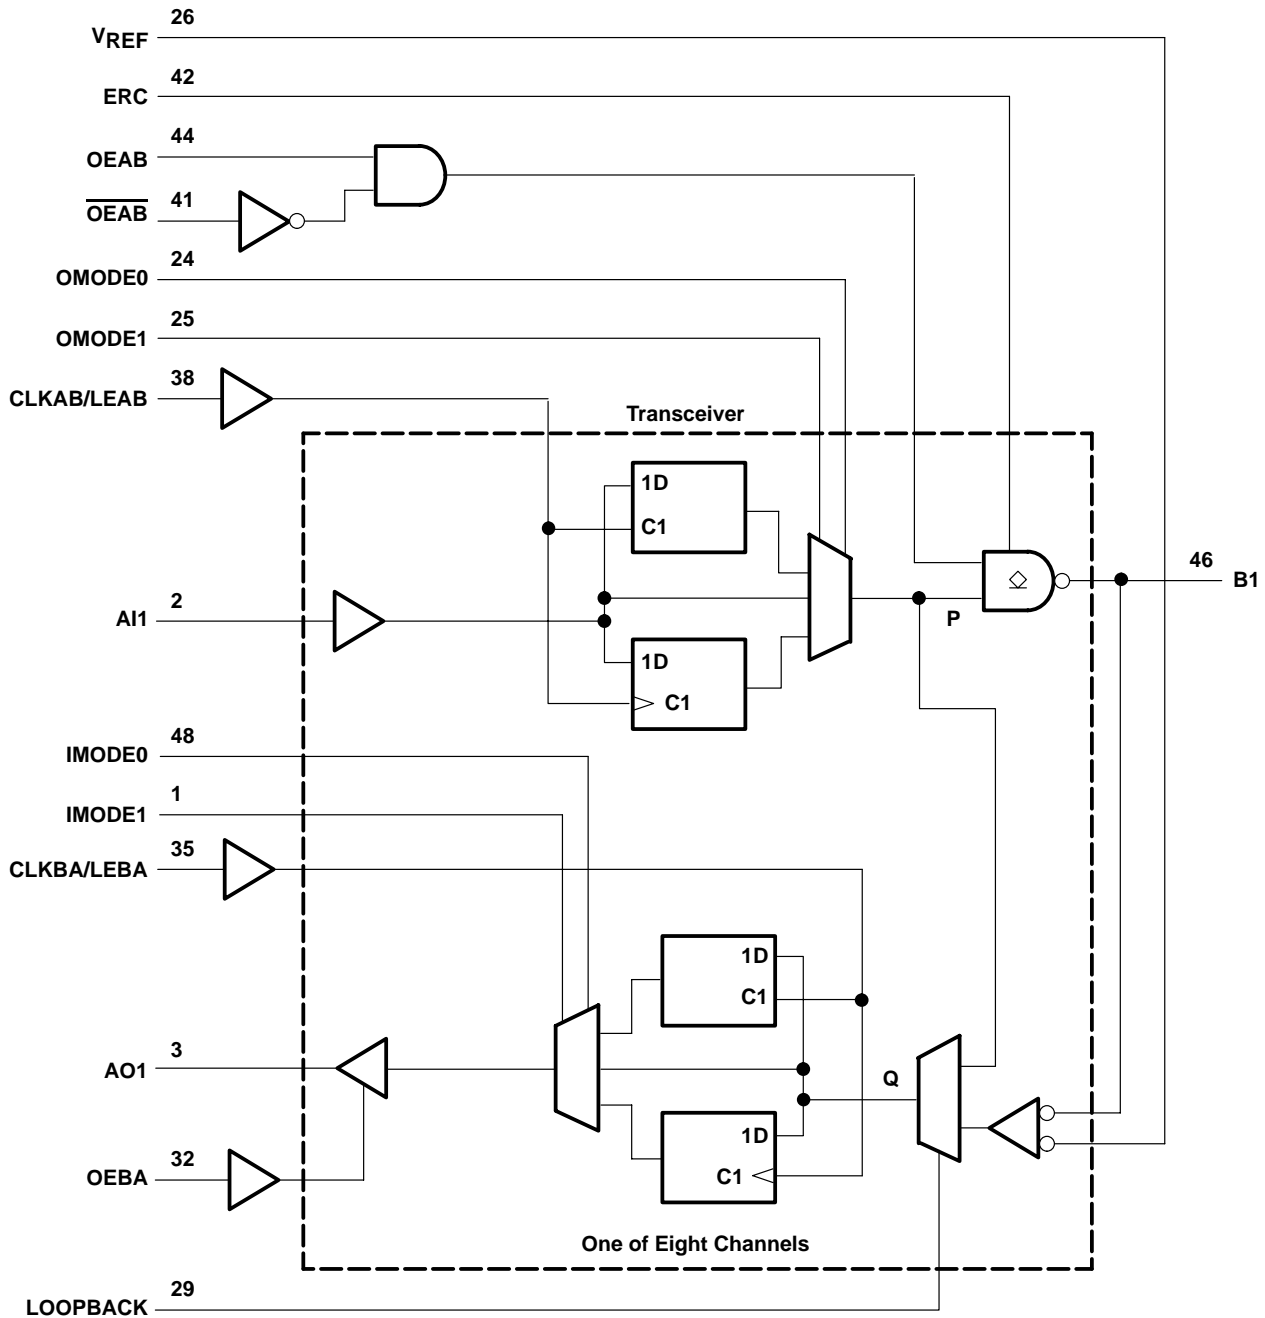 26
VREF
42
ERC
44
OEAB
41
OEAB
24
OMODE0
25
OMODE1
38
CLKAB/LEAB
Transceiver
1D
C1
46
B1
2
AI1
P
1D
C1
48
IMODE0
1
IMODE1
35
CLKBA/LEBA
1D
C1
3
AO1
Q
1D
C1
32
OEBA
One of Eight Channels
29
LOOPBACK